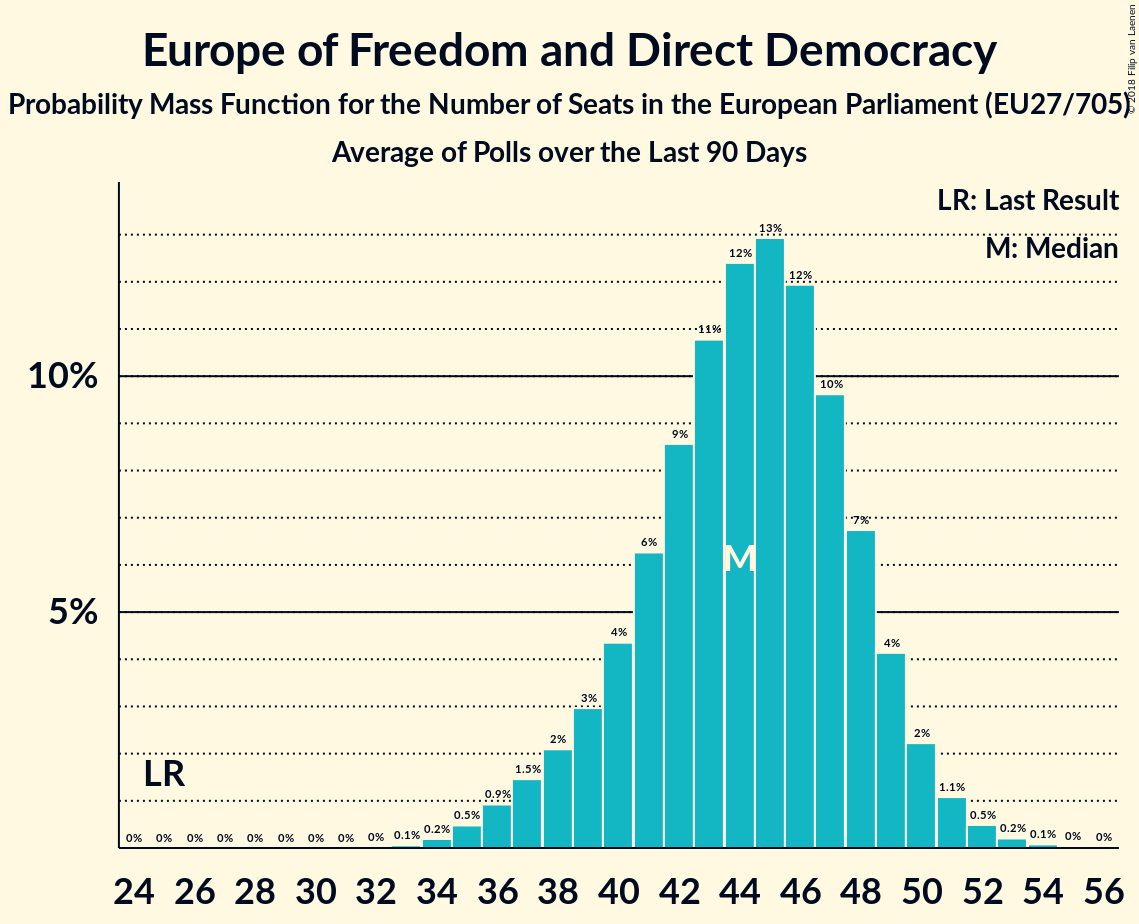 Europe of Freedom and Direct Democracy
Probability Mass Function for the Number of Seats in the European Parliament (EU27/705)
Average of Polls over the Last 90 Days
© 2018 Filip van Laenen
LR: Last Result
M: Median
10%
5%
0% 0% 0% 0% 0% 0% 0% 0% 0% 0.1% 0.2% 0.5% 0.9% 1.5% 2% 3% 4% 6% 9% 11% 12% 13% 12% 10% 7% 4% 2% 1.1% 0.5% 0.2% 0.1% 0% 0%
M
LR
24 26 28 30 32 34 36 38 40 42 44 46 48 50 52 54 56